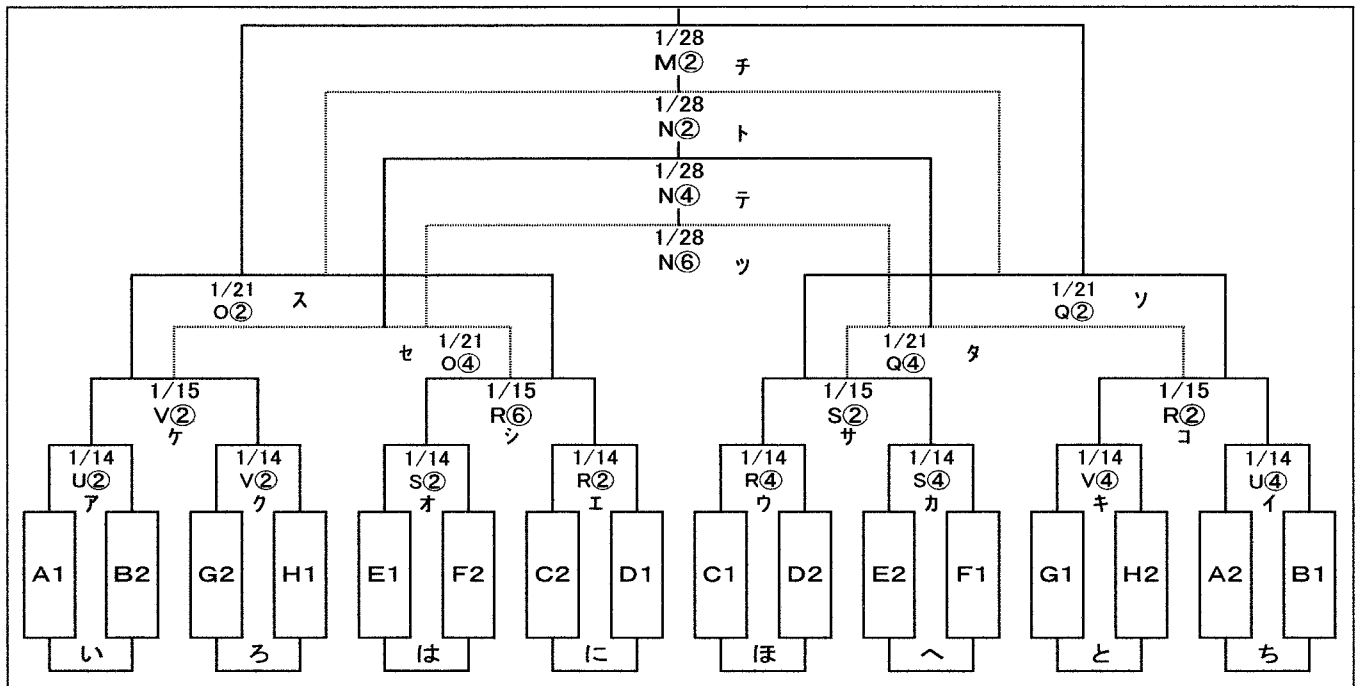 1/28
M② チ
1/28
N② ト
1/28
N④ テ
1/28
N⑥ ツ
1/21 ス 1/21 ソ
O② Q②
セ 1/21 1/21 タ
O④ Q④
1/15 1/15 1/15 1/15
V② R⑥ S② R②
ケ シ サ コ
1/14 1/14 1/14 1/14 1/14 1/14 1/14 1/14
U② V② S② R② R④ S④ V④ U④
ア ク オ エ ウ カ キ イ
A1 B2 G2 H1 E1 F2 C2 D1 C1 D2 E2 F1 G1 H2 A2 B1
い ろ は に ほ へ と ち